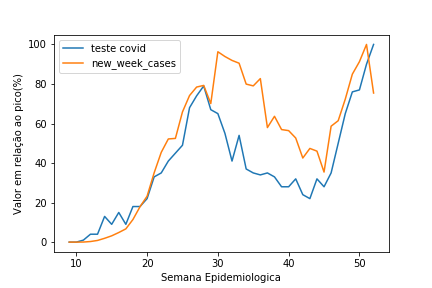 teste covid
new_week_cases
Valor em relação ao pico(%)
100
80
60
40
20
0
10
20
30
40
50
Semana Epidemiologica